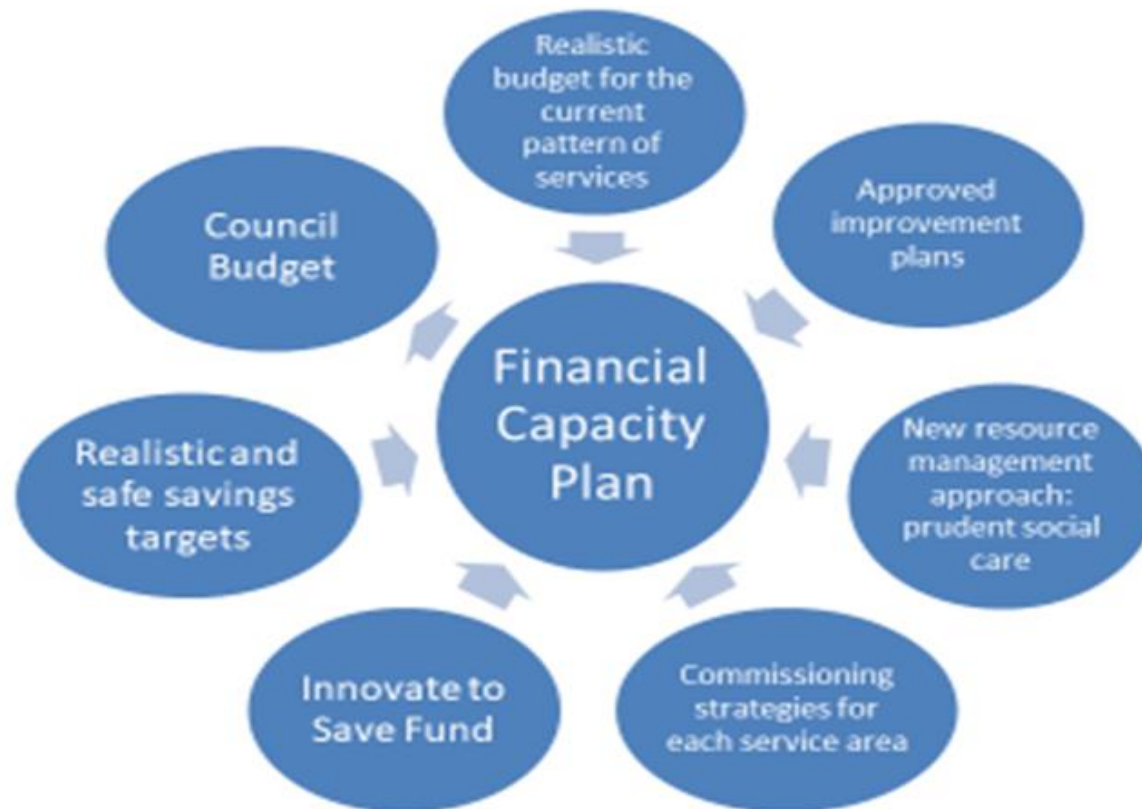 Realistic
budget for the
current
pattern of
services
Approved
improvement
plans
New resource
management
approach:
prudent social
care
Commissioning
strategies for
each service area
Innovate to
Save Fund
Realistic and
safe savings
targets
Council
Budget
Financial
Capacity
Plan